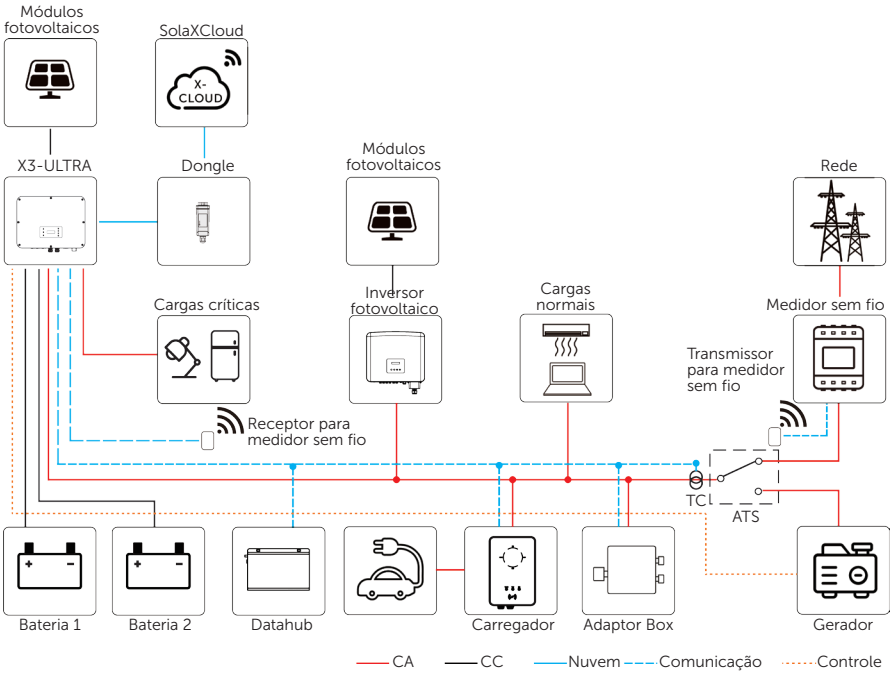 Módulos
fotovoltaicos
SolaXCloud
X-
CLOUD
X3-ULTRA
Dongle
Módulos
fotovoltaicos
Rede
Cargas críticas
Inversor
fotovoltaico
Cargas
normais
Medidor sem fio
Transmissor
para medidor
sem fio
Receptor para
medidor sem fio
TC
ATS
Bateria 1
Bateria 2
Datahub
Carregador
Adaptor Box
Gerador
CA
CC
Nuvem
Comunicação
Controle